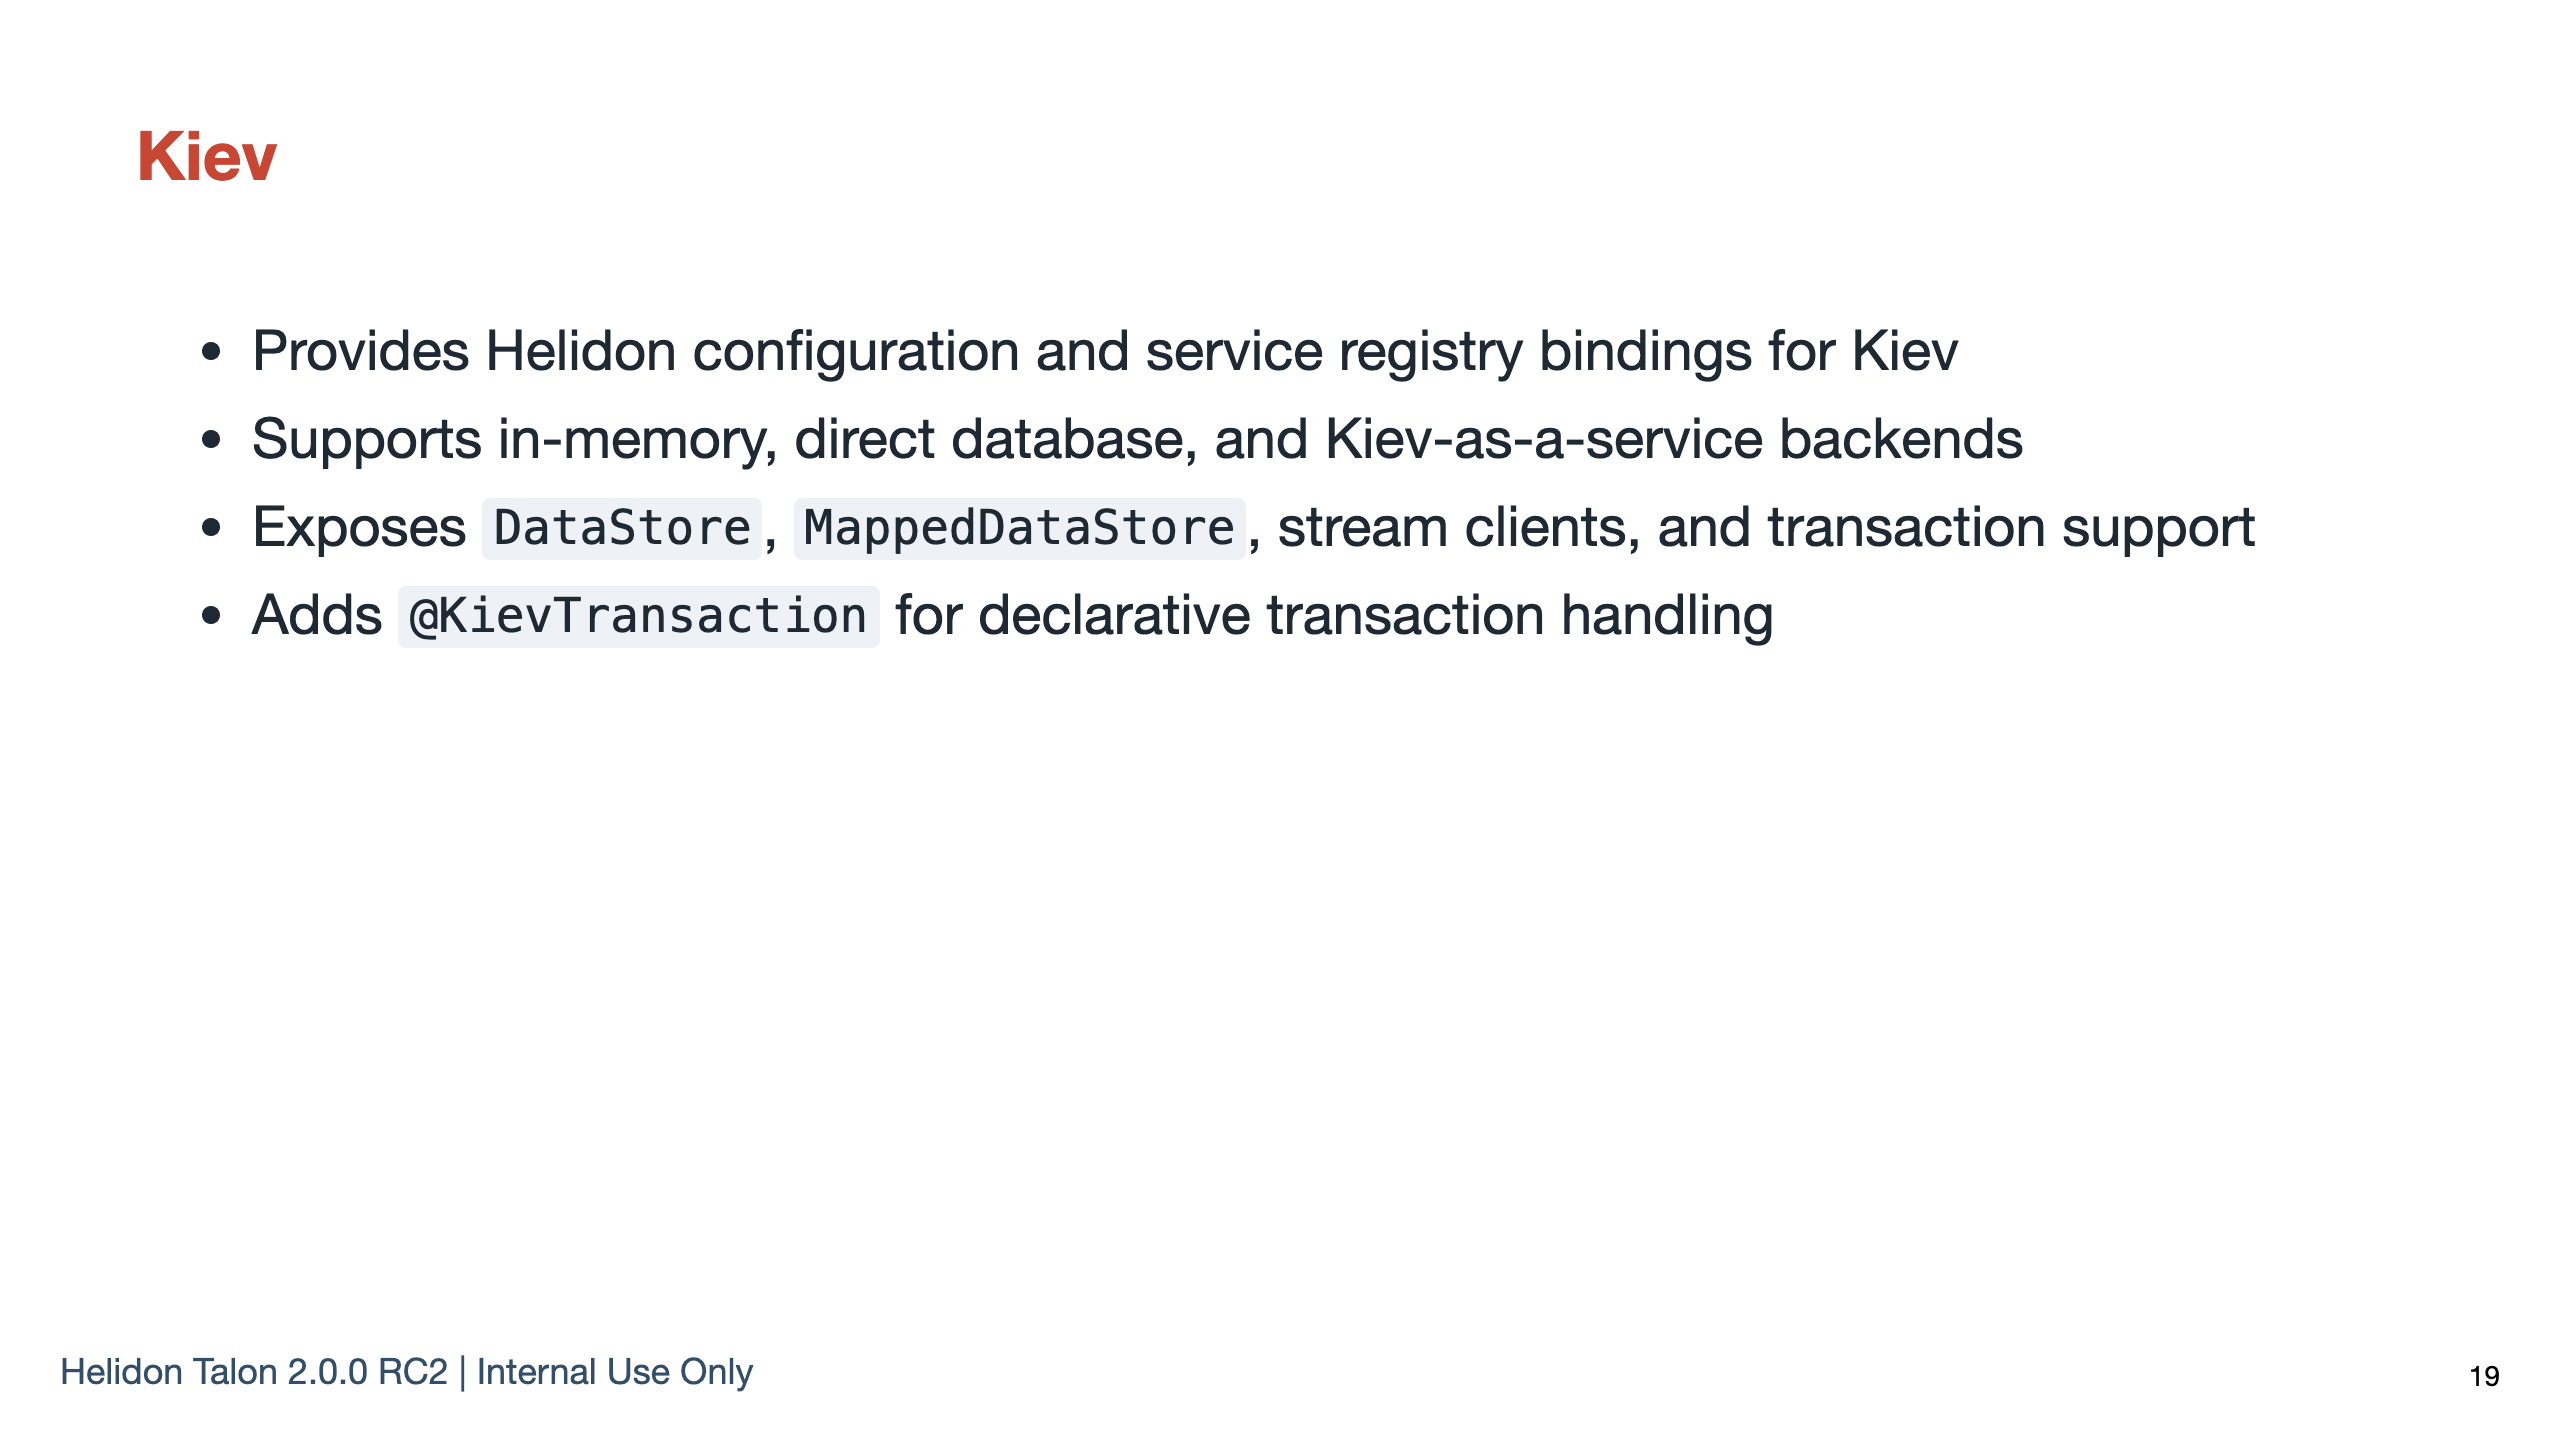 Kiev
• Provides Helidon configuration and service registry bindings for Kiev
• Supports in-memory, direct database, and Kiev-as-a-service backends
• Exposes DataStore, MappedDataStore, stream clients, and transaction support
• Adds @KievTransaction for declarative transaction handling
Helidon Talon 2.0.0 RC2 | Internal Use Only
19